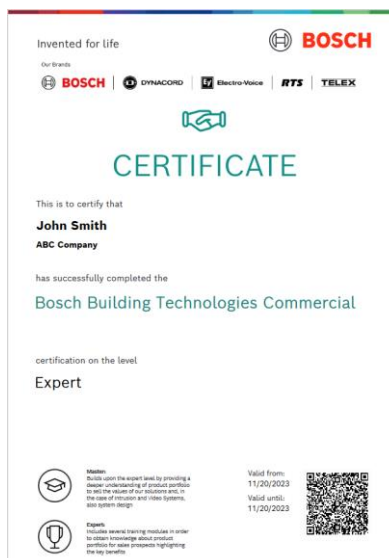 Invented for life
BOSCH
Our Brands
BOSCH DYNACORD EV Electro-Voice RTS TELEX
CERTIFICATE
This is to certify that
John Smith
ABC Company
has successfully completed the
Bosch Building Technologies Commercial
certification on the level
Expert
Master:
Builds upon the expert level by providing a
deeper understanding of product portfolio
to sell the values of our solutions and, in
the case of Intrusion and Video Systems,
also system design
Expert:
Includes several training modules in order
to obtain knowledge about product
portfolio for sales prospects highlighting
the key benefits
Valid from:
11/20/2023
Valid until:
11/20/2023